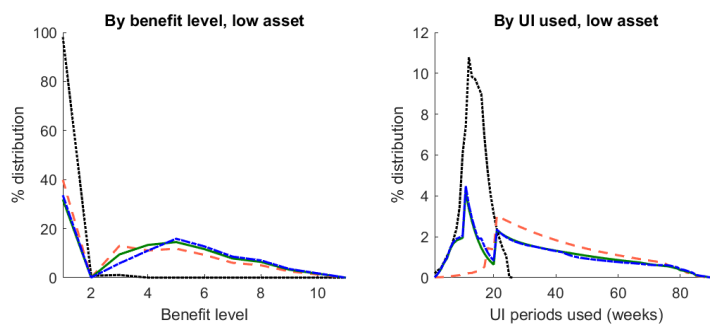 By benefit level, low asset
100
80
60
40
20
0
% distribution
2 4 6 8 10
Benefit level
By UI used, low asset
12
10
8
6
4
2
0
% distribution
20 40 60 80
UI periods used (weeks)